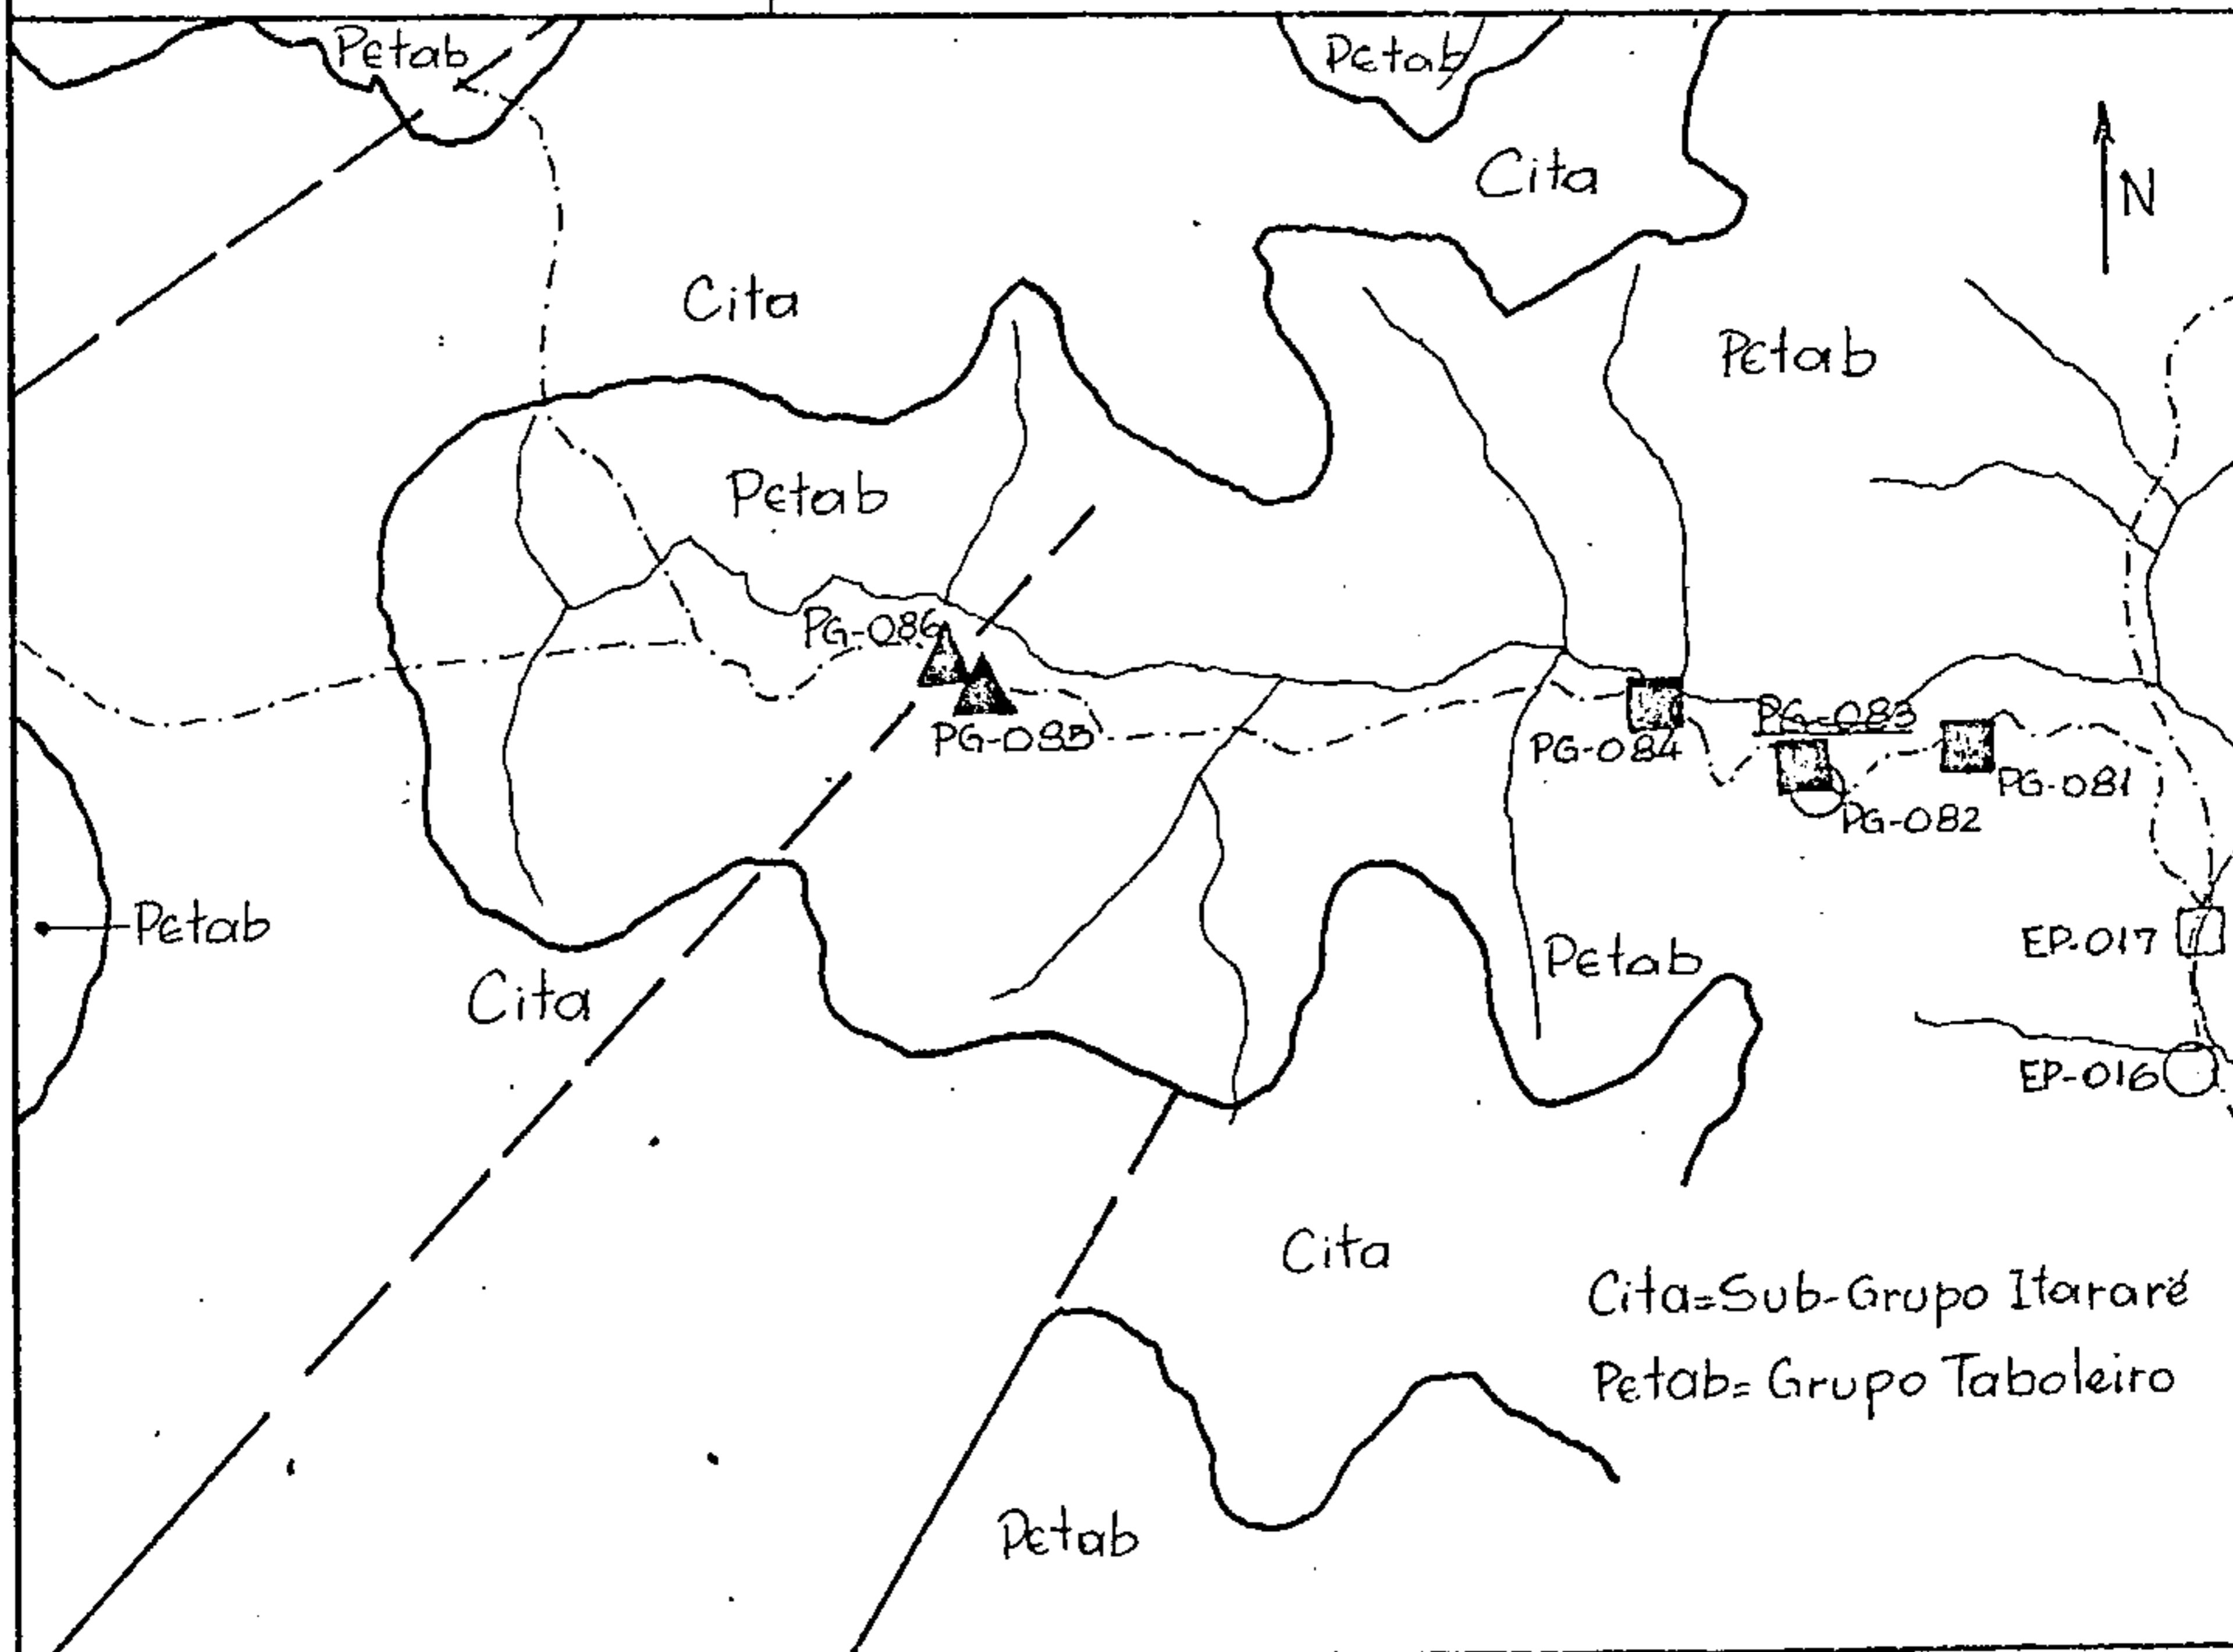 Petab
Petab
Cita
N
Cita
Petab
Petab
PG-086
PG-085
PG-084
PG-083
PG-082
PG-081
Petab
Cita
Petab
EP-017
EP-016
Cita
Cita=Sub-Grupo Itararé
Petab=Grupo Taboleiro
Petab